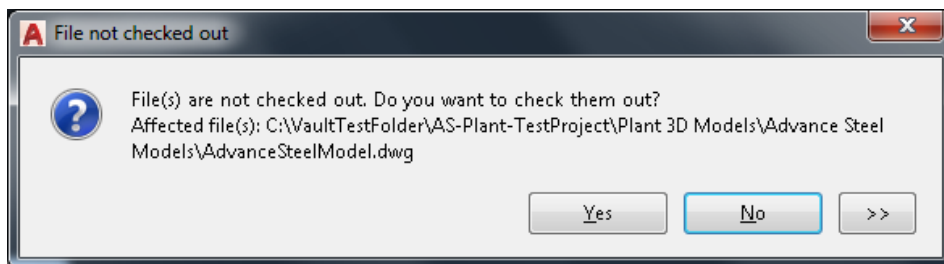 File not checked out
File(s) are not checked out. Do you want to check them out?
Affected file(s): C:\VaultTestFolder\AS-Plant-TestProject\Plant 3D Models\Advance Steel
Models\AdvanceSteelModel.dwg
Yes No >>